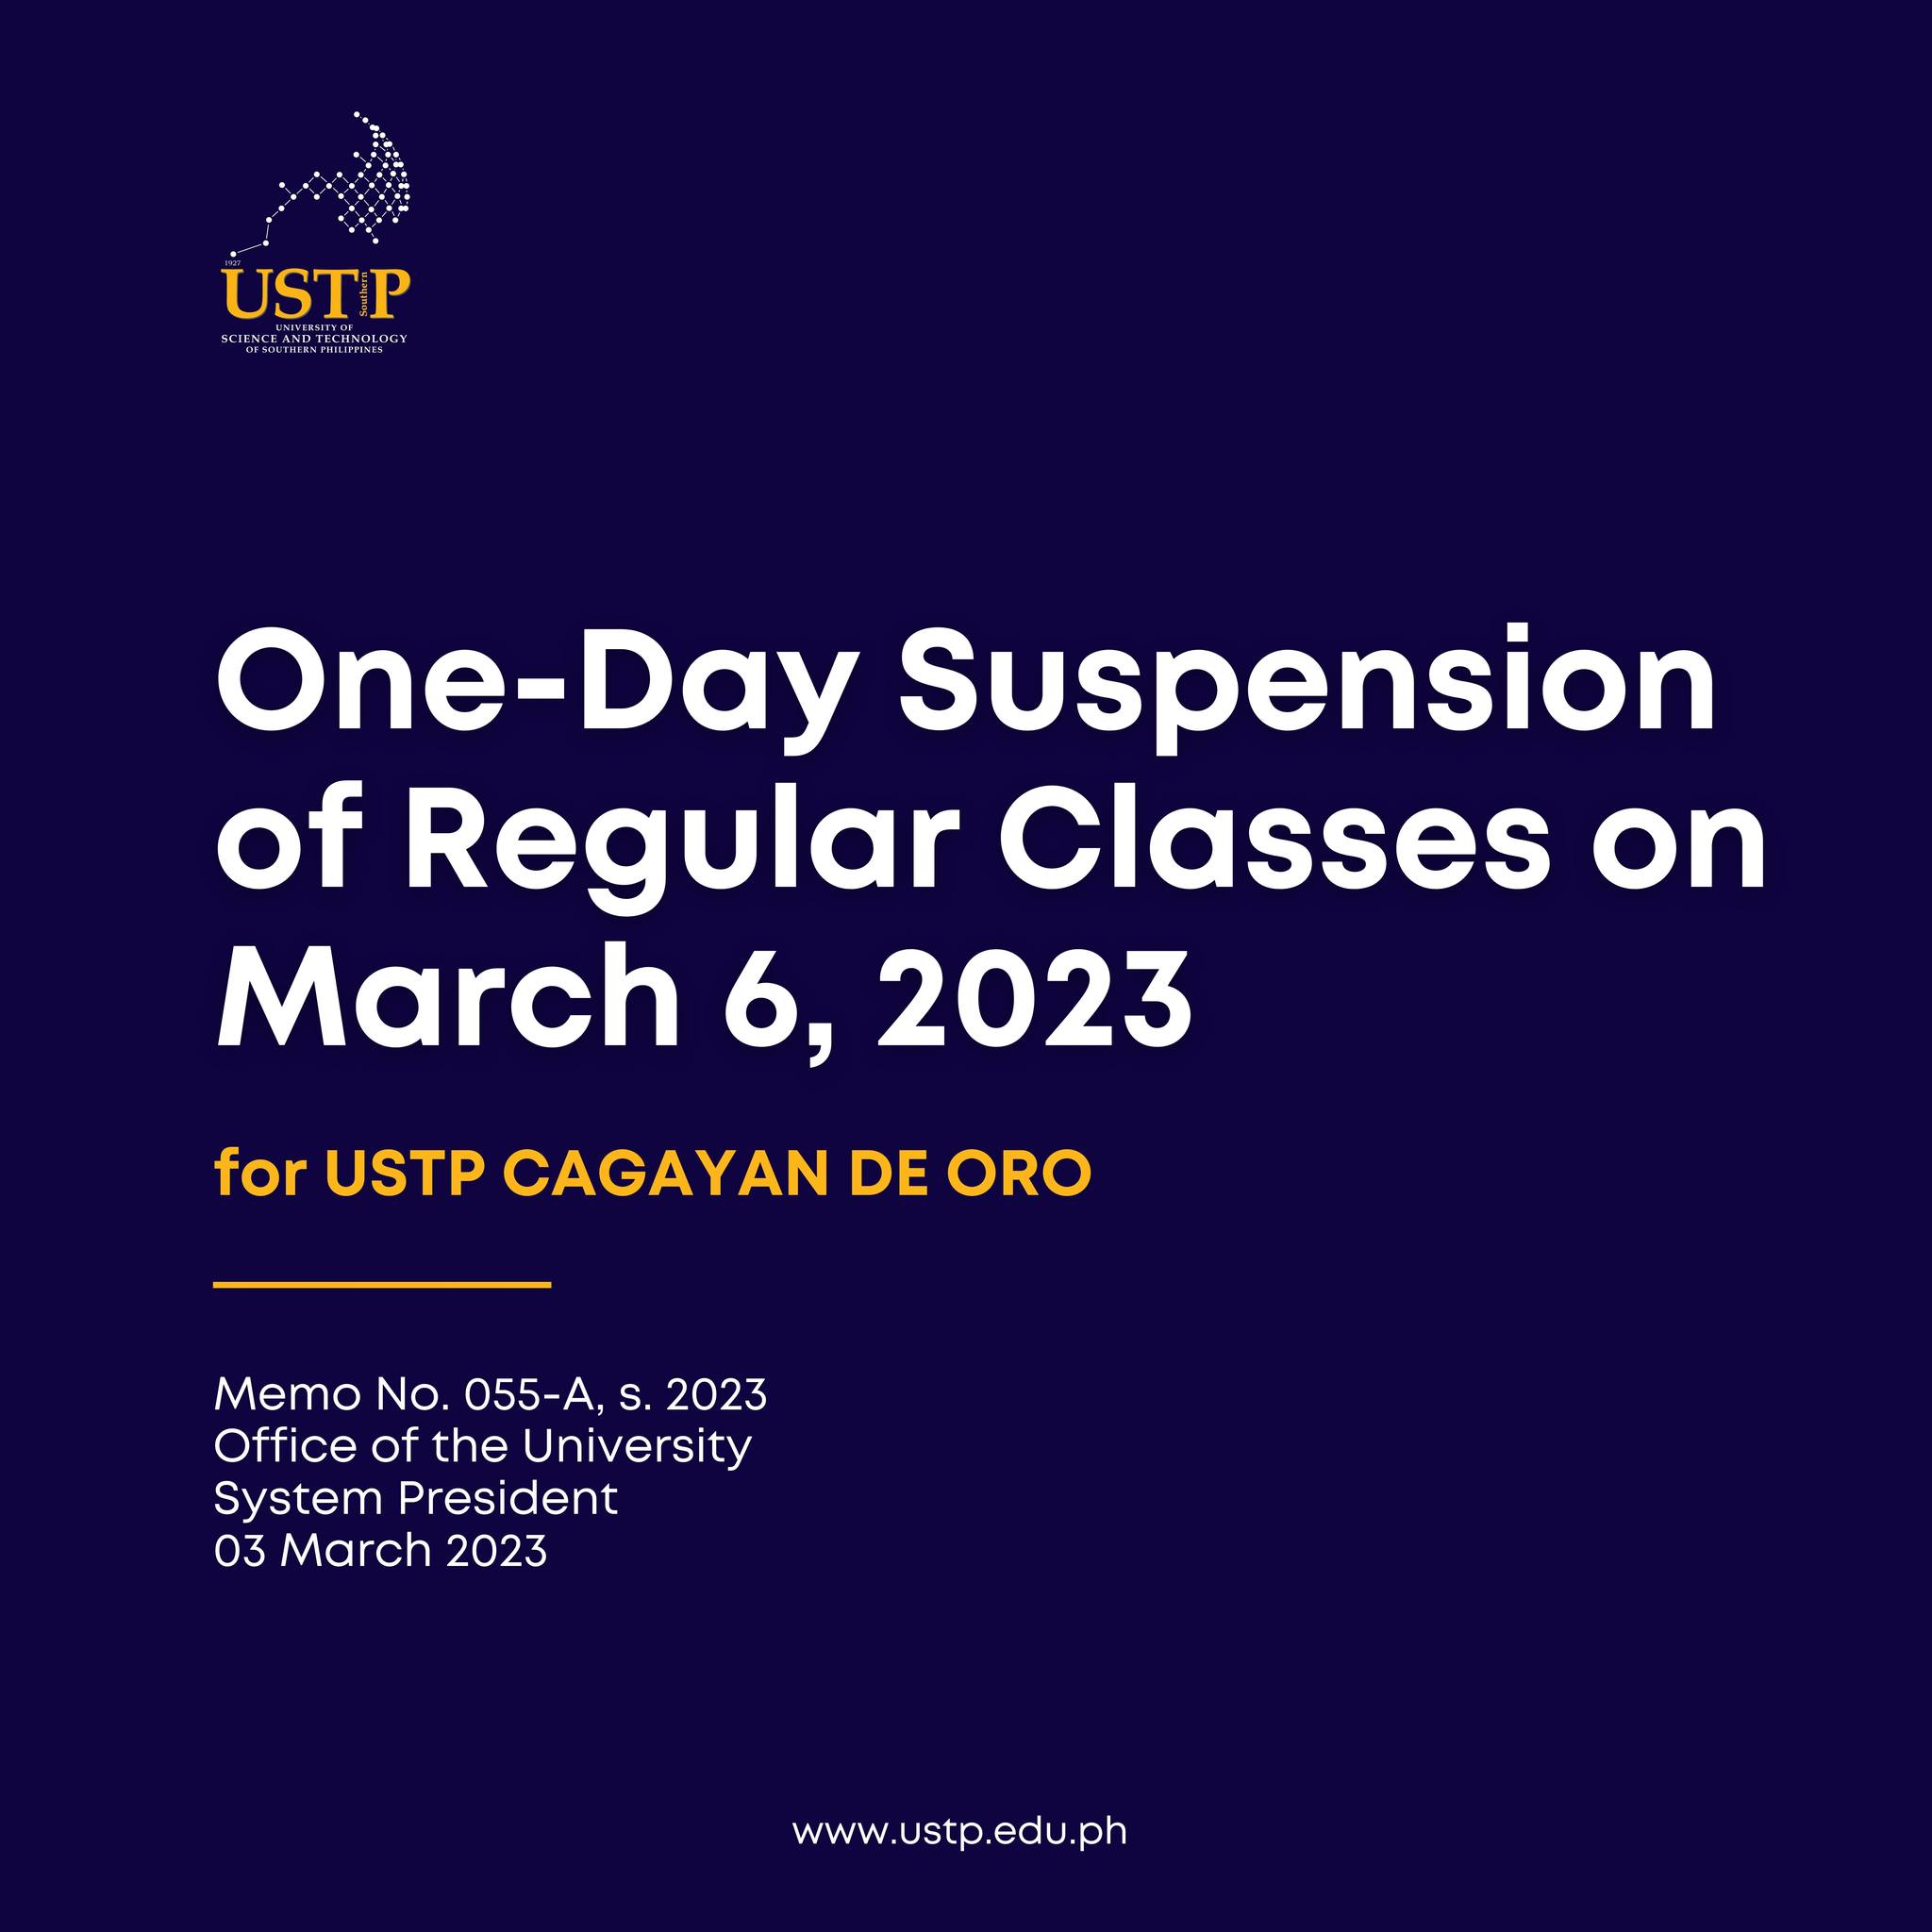 1927
USTP
Southern
UNIVERSITY OF
SCIENCE AND TECHNOLOGY
OF SOUTHERN PHILIPPINES
One-Day Suspension
of Regular Classes on
March 6, 2023
for USTP CAGAYAN DE ORO
Memo No. 055-A, s. 2023
Office of the University
System President
03 March 2023
www.ustp.edu.ph